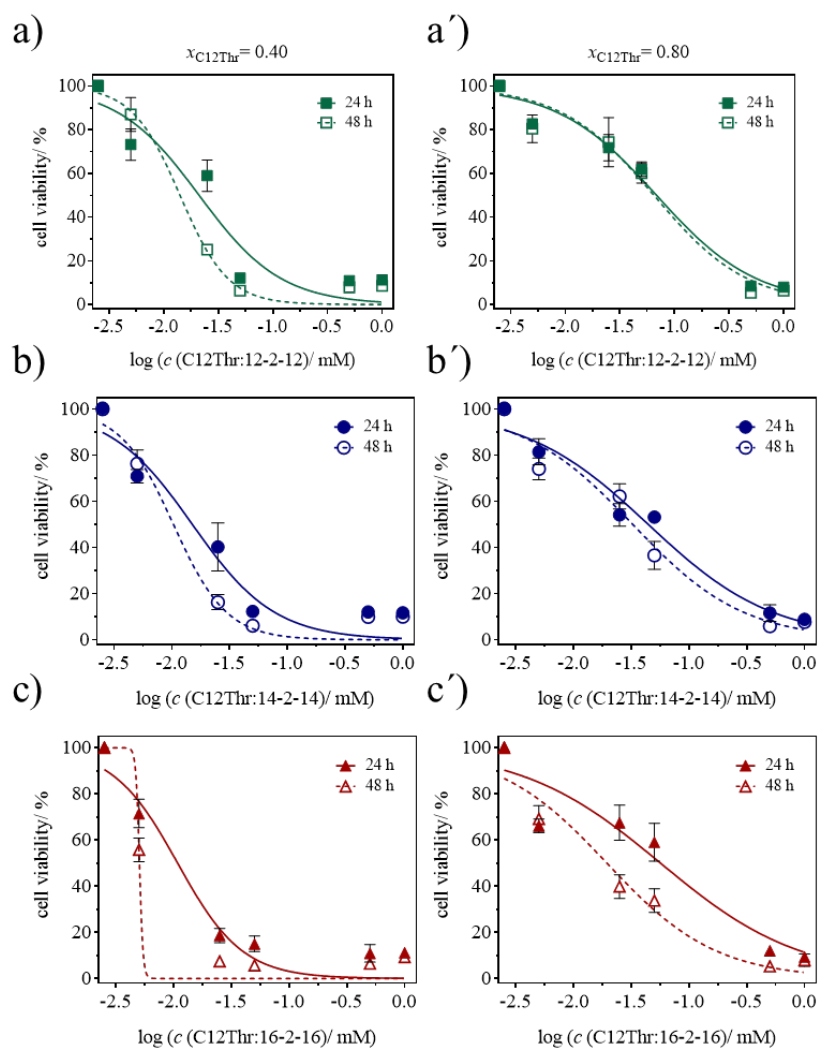 a)
a´)
xC12Thr= 0.40
xC12Thr= 0.80
100
80
60
40
20
0
cell viability/ %
24 h
48 h
-2.5 -2.0 -1.5 -1.0 -0.5 0.0
log (c (C12Thr:12-2-12)/ mM)
100
80
60
40
20
0
cell viability/ %
24 h
48 h
-2.5 -2.0 -1.5 -1.0 -0.5 0.0
log (c (C12Thr:12-2-12)/ mM)
b)
b´)
100
80
60
40
20
0
cell viability/ %
24 h
48 h
-2.5 -2.0 -1.5 -1.0 -0.5 0.0
log (c (C12Thr:14-2-14)/ mM)
100
80
60
40
20
0
cell viability/ %
24 h
48 h
-2.5 -2.0 -1.5 -1.0 -0.5 0.0
log (c (C12Thr:14-2-14)/ mM)
c)
c´)
100
80
60
40
20
0
cell viability/ %
24 h
48 h
-2.5 -2.0 -1.5 -1.0 -0.5 0.0
log (c (C12Thr:16-2-16)/ mM)
100
80
60
40
20
0
cell viability/ %
24 h
48 h
-2.5 -2.0 -1.5 -1.0 -0.5 0.0
log (c (C12Thr:16-2-16)/ mM)